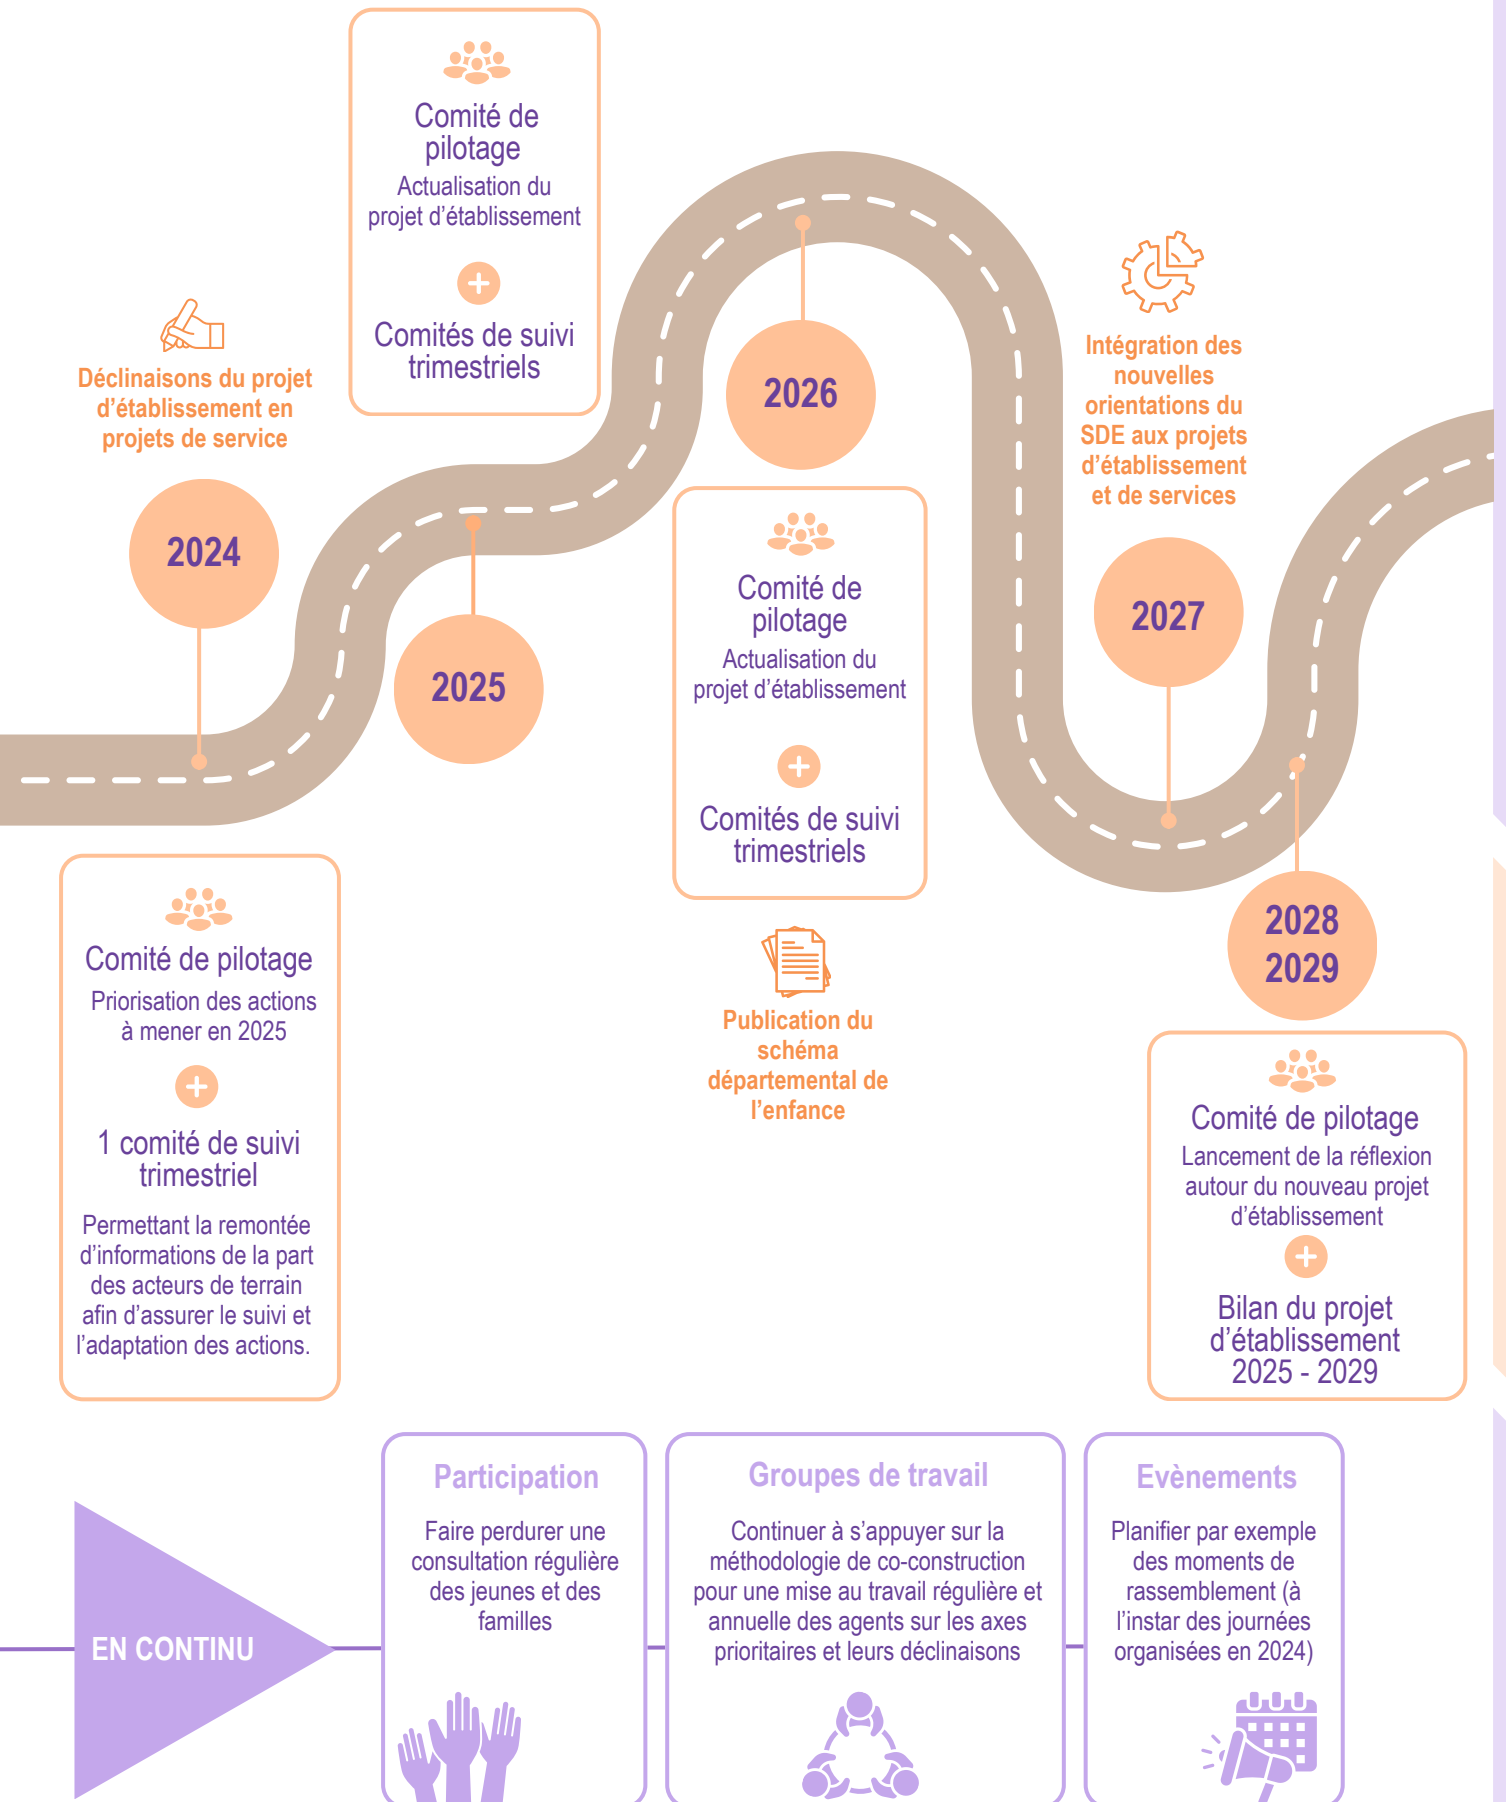 Déclinaisons du projet
d’établissement en
projets de service
2024
Comité de pilotage
Priorisation des actions
à mener en 2025
+
1 comité de suivi
trimestriel
Permettant la remontée
d’informations de la part
des acteurs de terrain
afin d’assurer le suivi et
l’adaptation des actions.
Comité de
pilotage
Actualisation du
projet d’établissement
+
Comités de suivi
trimestriels
2025
2026
Comité de
pilotage
Actualisation du
projet d’établissement
+
Comités de suivi
trimestriels
Publication du
schéma
départemental de
l’enfance
Intégration des
nouvelles
orientations du
SDE aux projets
d’établissement
et de services
2027
2028
2029
Comité de pilotage
Lancement de la réflexion
autour du nouveau projet
d’établissement
+
Bilan du projet
d’établissement
2025 - 2029
EN CONTINU
Participation
Faire perdurer une
consultation régulière
des jeunes et des
familles
Groupes de travail
Continuer à s’appuyer sur la
méthodologie de co-construction
pour une mise au travail régulière et
annuelle des agents sur les axes
prioritaires et leurs déclinaisons
Evènements
Planifier par exemple
des moments de
rassemblement (à
l’instar des journées
organisées en 2024)